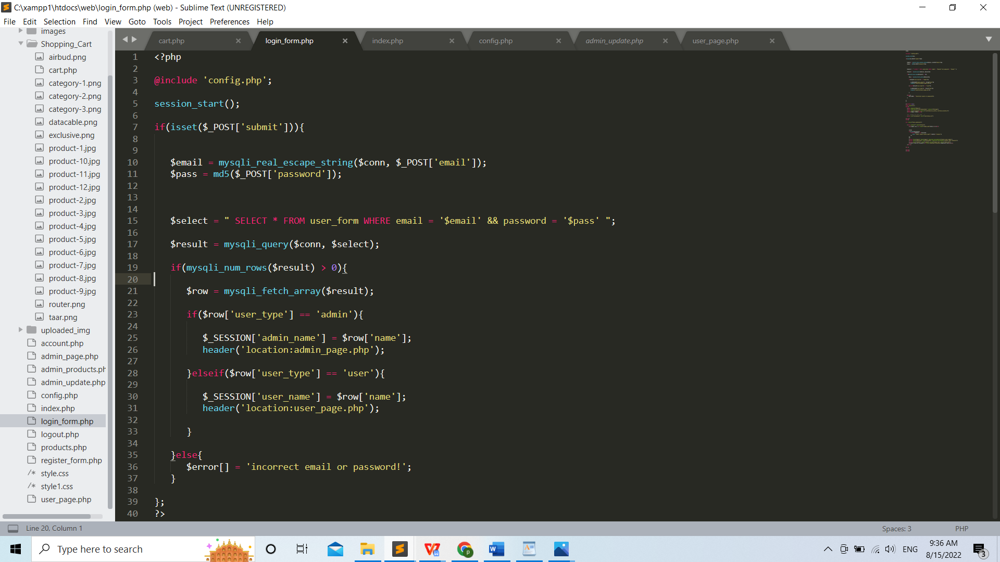 C:\xampp1\htdocs\web\login_form.php (web) - Sublime Text (UNREGISTERED)
File Edit Selection Find View Goto Tools Project Preferences Help
images
Shopping_Cart
airbud.png
cart.php
category-1.png
category-2.png
category-3.png
datacable.png
exclusive.png
product-1.jpg
product-10.jpg
product-11.jpg
product-12.jpg
product-2.jpg
product-3.jpg
product-4.jpg
product-5.jpg
product-6.jpg
product-7.jpg
product-8.jpg
product-9.jpg
router.png
taar.png
uploaded_img
account.php
admin_page.php
admin_products.ph
admin_update.php
config.php
index.php
login_form.php
logout.php
products.php
register_form.php
/* style.css
/* style1.css
user_page.php
cart.php login_form.php index.php config.php admin_update.php user_page.php
1 <?php
2
3 @include 'config.php';
4
5 session_start();
6
7 if(isset($_POST['submit'])){
8
9
10 $email = mysqli_real_escape_string($conn, $_POST['email']);
11 $pass = md5($_POST['password']);
12
13
14
15 $select = " SELECT * FROM user_form WHERE email = '$email' && password = '$pass' ";
16
17 $result = mysqli_query($conn, $select);
18
19 if(mysqli_num_rows($result) > 0){
20
21 $row = mysqli_fetch_array($result);
22
23 if($row['user_type'] == 'admin'){
24
25 $_SESSION['admin_name'] = $row['name'];
26 header('location:admin_page.php');
27
28 }elseif($row['user_type'] == 'user'){
29
30 $_SESSION['user_name'] = $row['name'];
31 header('location:user_page.php');
32
33 }
34
35 }else{
36 $error[] = 'incorrect email or password!';
37 }
38
39 };
40 ?>
Line 20, Column 1
Spaces: 3 PHP
Type here to search
ENG
9:36 AM
8/15/2022
3